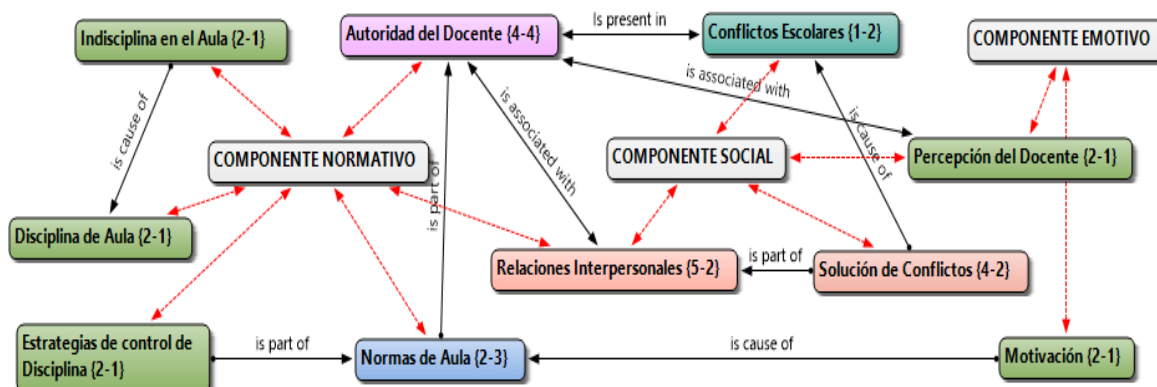 Indisciplina en el Aula {2-1}
Autoridad del Docente {4-4}
Is present in
Conflictos Escolares {1-2}
COMPONENTE EMOTIVO
is associated with
is cause of
is associated with
is cause of
COMPONENTE NORMATIVO
COMPONENTE SOCIAL
Percepción del Docente {2-1}
is part of
Disciplina de Aula {2-1}
Relaciones Interpersonales {5-2}
is part of
Solución de Conflictos {4-2}
Estrategias de control de
Disciplina {2-1}
is part of
Normas de Aula {2-3}
is cause of
Motivación {2-1}